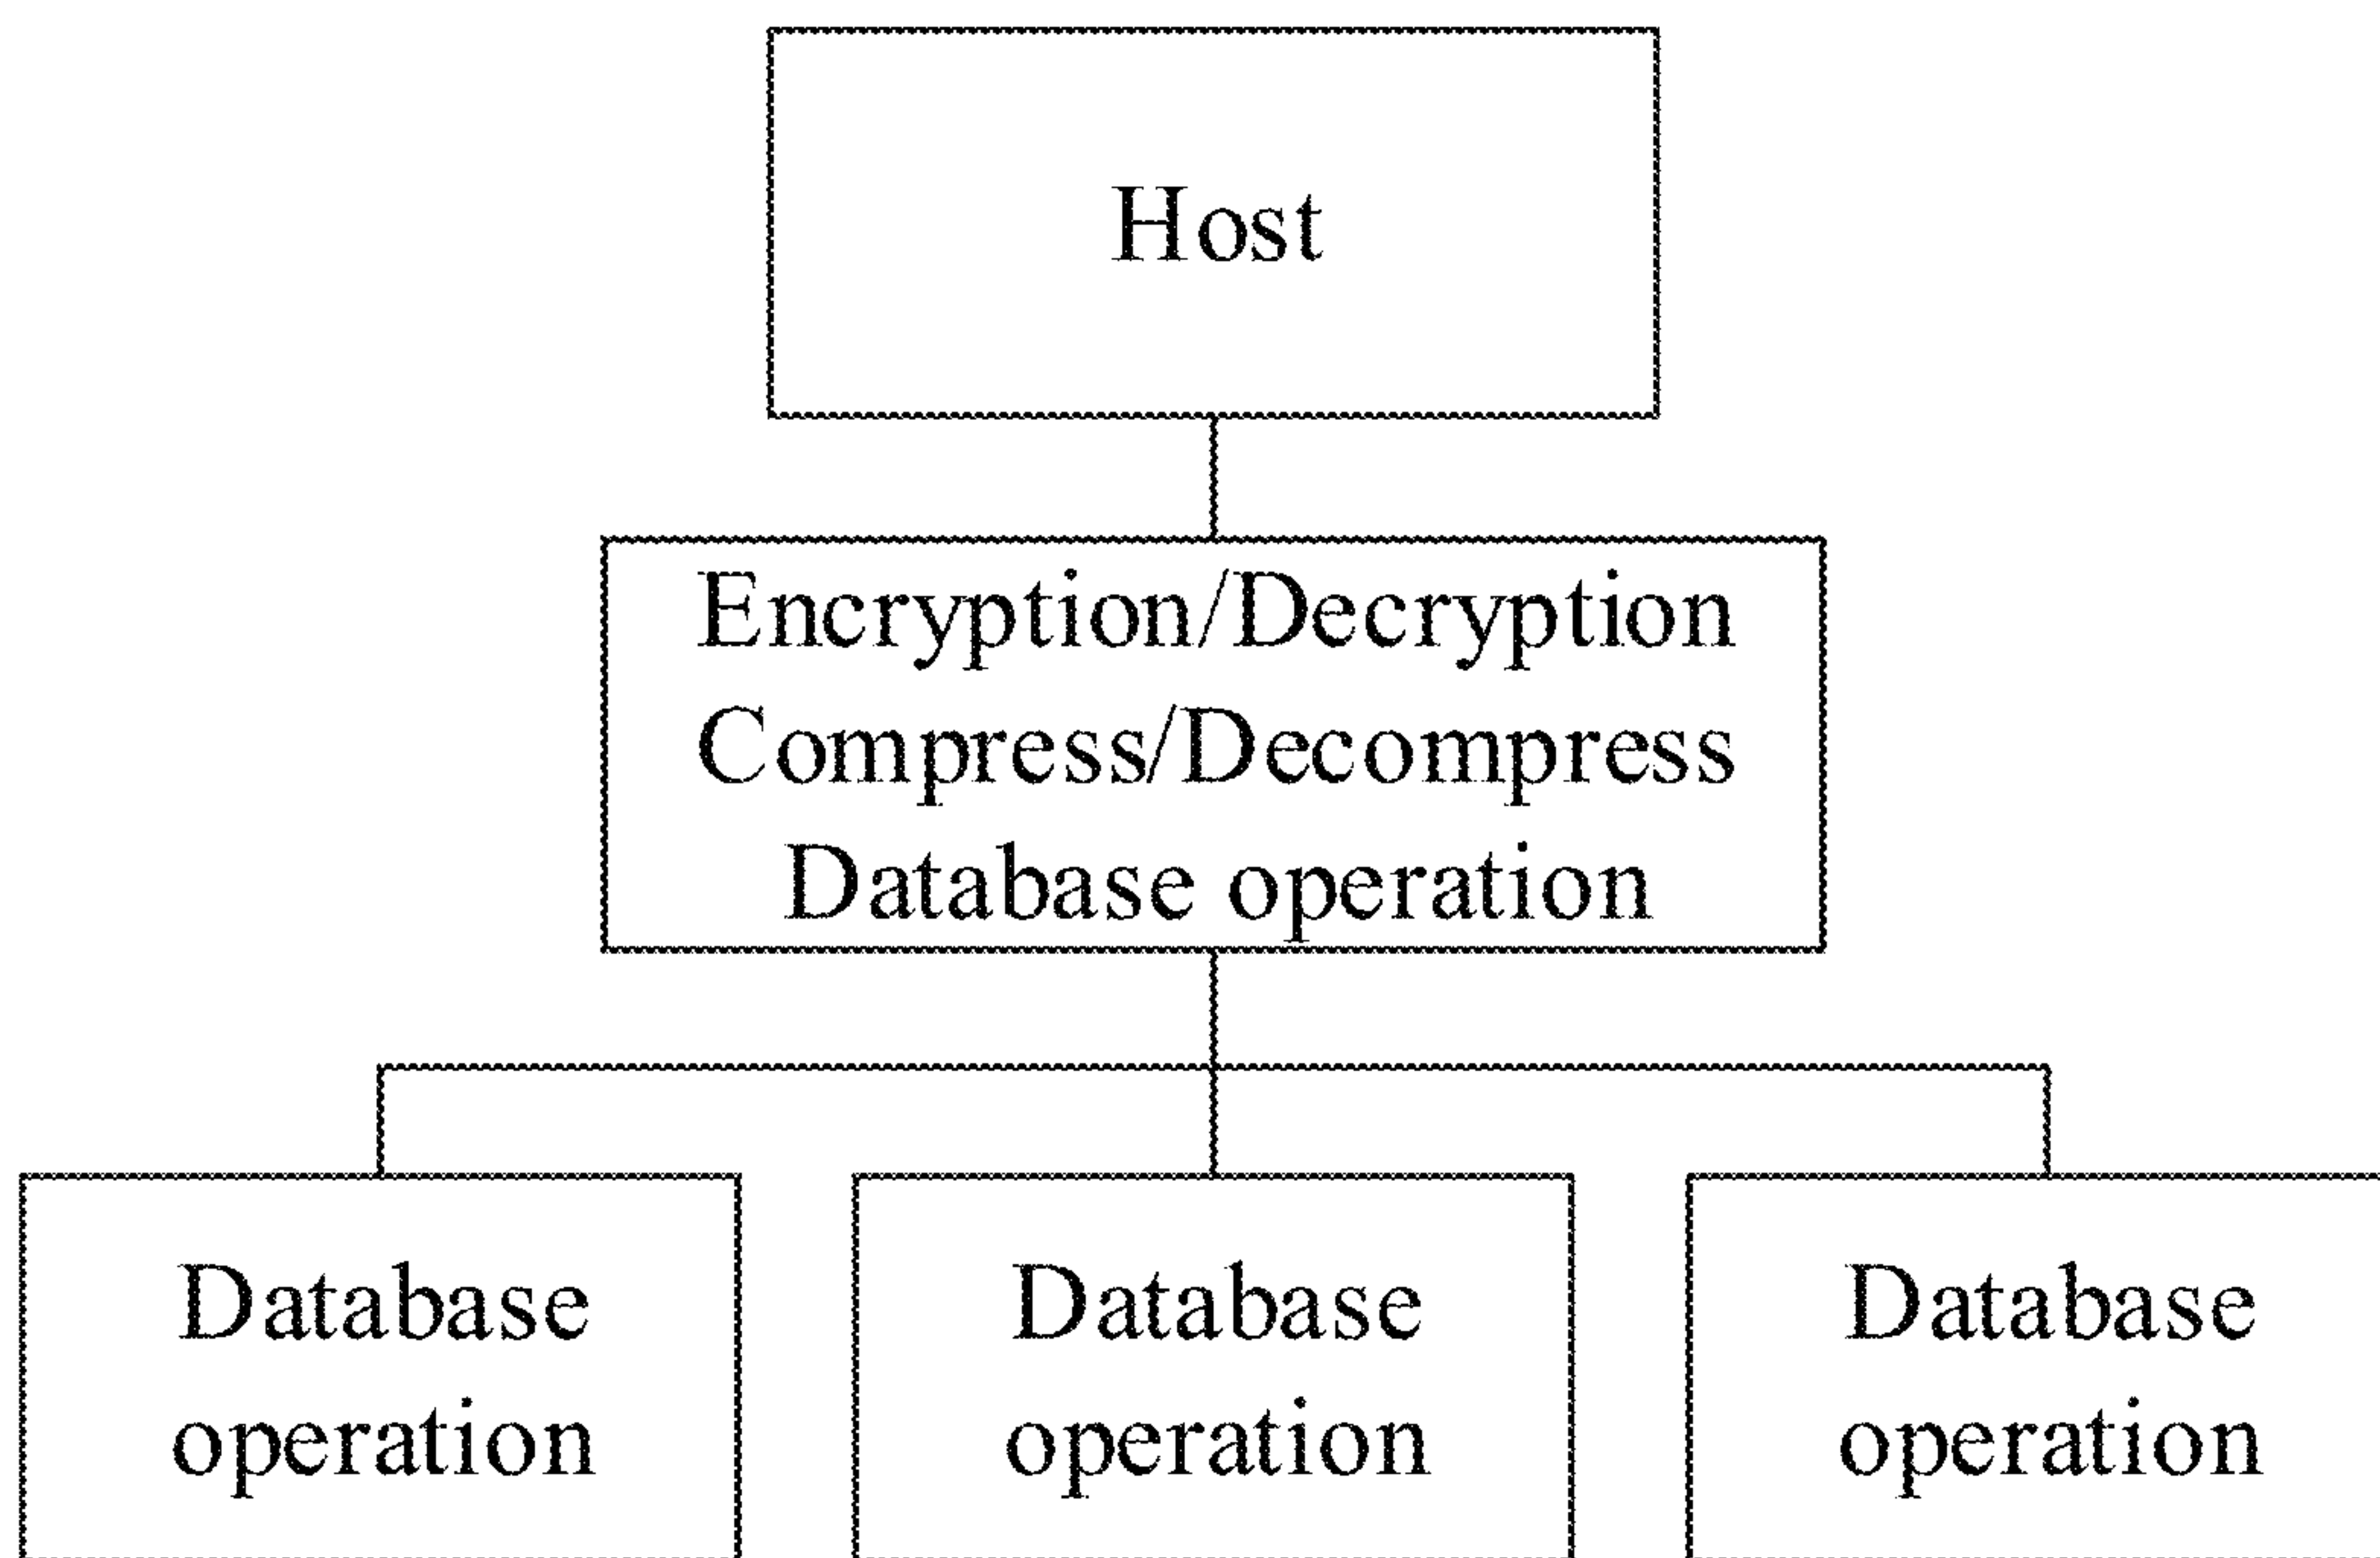 Host
Encryption/Decryption
Compress/Decompress
Database operation
Database
operation
Database
operation
Database
operation